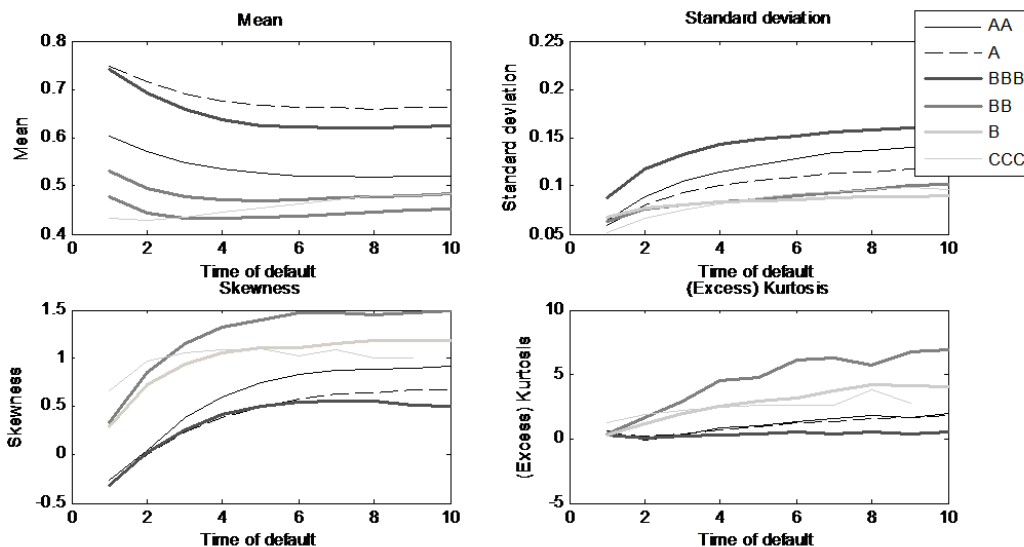 Mean
Standard deviation
0.8
0.7
0.6
0.5
0.4
Mean
0
2
4
6
8
10
Time of default
0.25
0.2
0.15
0.1
0.05
Standard deviation
0
2
4
6
8
10
Time of default
AA
A
BBB
BB
B
CCC
Skewness
(Excess) Kurtosis
1.5
1
0.5
0
-0.5
Skewness
0
2
4
6
8
10
Time of default
10
5
0
-5
(Excess) Kurtosis
0
2
4
6
8
10
Time of default